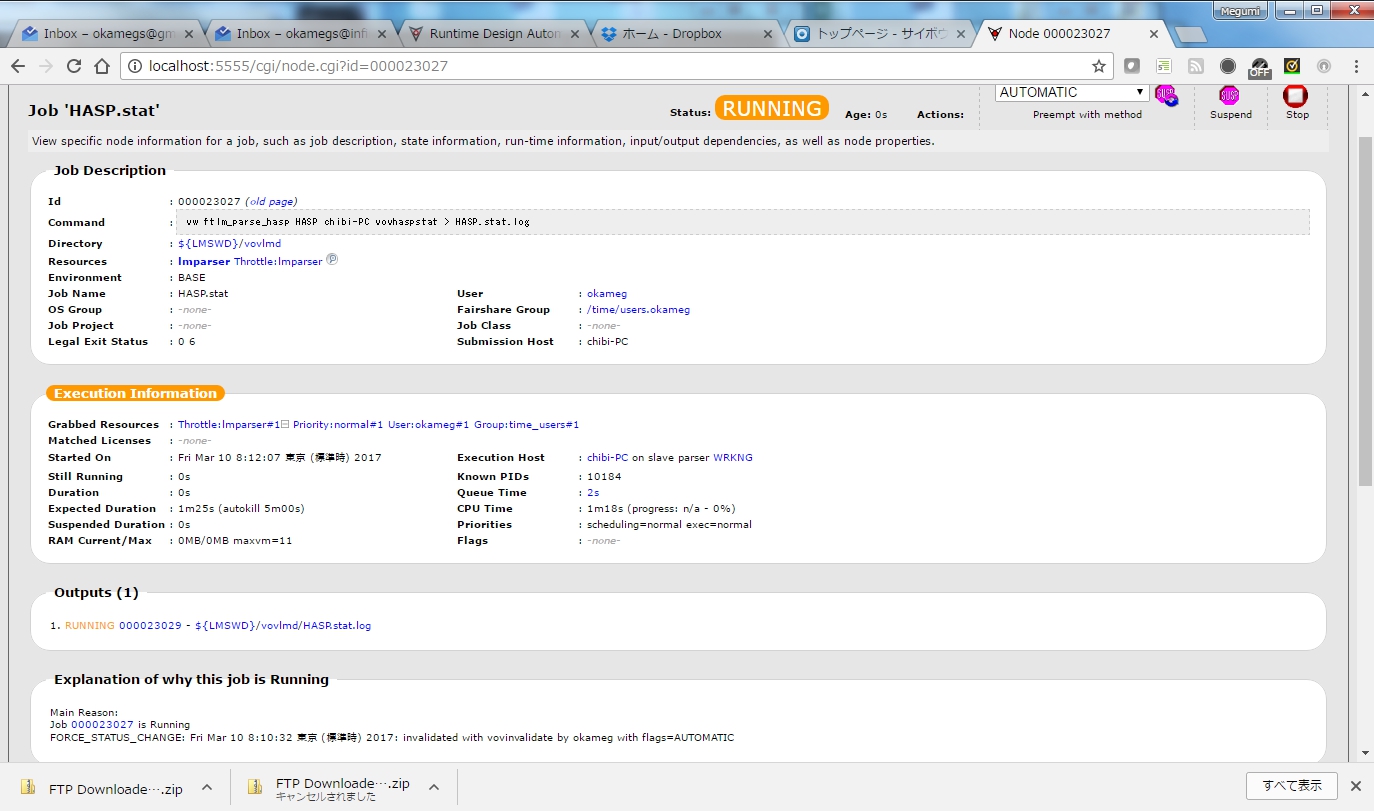 Megumi
Inbox – okamegs@gm
Inbox – okamegs@inf
Runtime Design Auton
ホーム - Dropbox
トップページ - サイボウ
Node 000023027
localhost:5555/cgi/node.cgi?id=000023027
OFF
Job 'HASP.stat'
Status: RUNNING
Age: 0s
Actions:
AUTOMATIC
Preempt with method
SUSP
Suspend
Stop
View specific node information for a job, such as job description, state information, run-time information, input/output dependencies, as well as node properties.
Job Description
Id : 000023027 (old page)
Command : vw ftlm_parse_hasp HASP chibi-PC vovhaspstat > HASP.stat.log
Directory : ${LMSWD}/vovlmd
Resources : lmparser Throttle:lmparser
Environment : BASE
Job Name : HASP.stat User : okameg
OS Group : -none- Fairshare Group : /time/users.okameg
Job Project : -none- Job Class : -none-
Legal Exit Status : 0 6 Submission Host : chibi-PC
Execution Information
Grabbed Resources : Throttle:lmparser#1 Priority:normal#1 User:okameg#1 Group:time_users#1
Matched Licenses : -none-
Started On : Fri Mar 10 8:12:07 東京 (標準時) 2017 Execution Host : chibi-PC on slave parser WRKNG
Still Running : 0s Known PIDs : 10184
Duration : 0s Queue Time : 2s
Expected Duration : 1m25s (autokill 5m00s) CPU Time : 1m18s (progress: n/a - 0%)
Suspended Duration : 0s Priorities : scheduling=normal exec=normal
RAM Current/Max : 0MB/0MB maxvm=11 Flags : -none-
Outputs (1)
1. RUNNING 000023029 - ${LMSWD}/vovlmd/HASP.stat.log
Explanation of why this job is Running
Main Reason:
Job 000023027 is Running
FORCE_STATUS_CHANGE: Fri Mar 10 8:10:32 東京 (標準時) 2017: invalidated with vovinvalidate by okameg with flags=AUTOMATIC
FTP Downloade….zip
FTP Downloade….zip
キャンセルされました
すべて表示